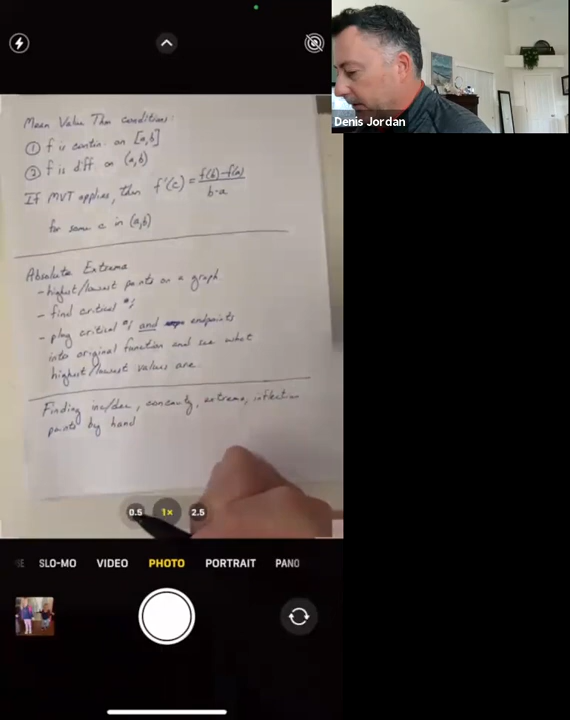 Denis Jordan
Mean Value Thm conditions:
① f is contin. on [a,b]
② f is diff on (a,b)
If MVT applies, then f'(c) = f(b)-f(a) / b-a
for some c in (a,b)
Absolute Extrema
- highest/lowest points on a graph
- find critical #s
- plug critical #s and endpoints
into original function and see what
highest/lowest values are.
Finding inc/dec, concavity, extrema, inflection
points by hand
0.5 1× 2.5
SLO-MO VIDEO PHOTO PORTRAIT PANO